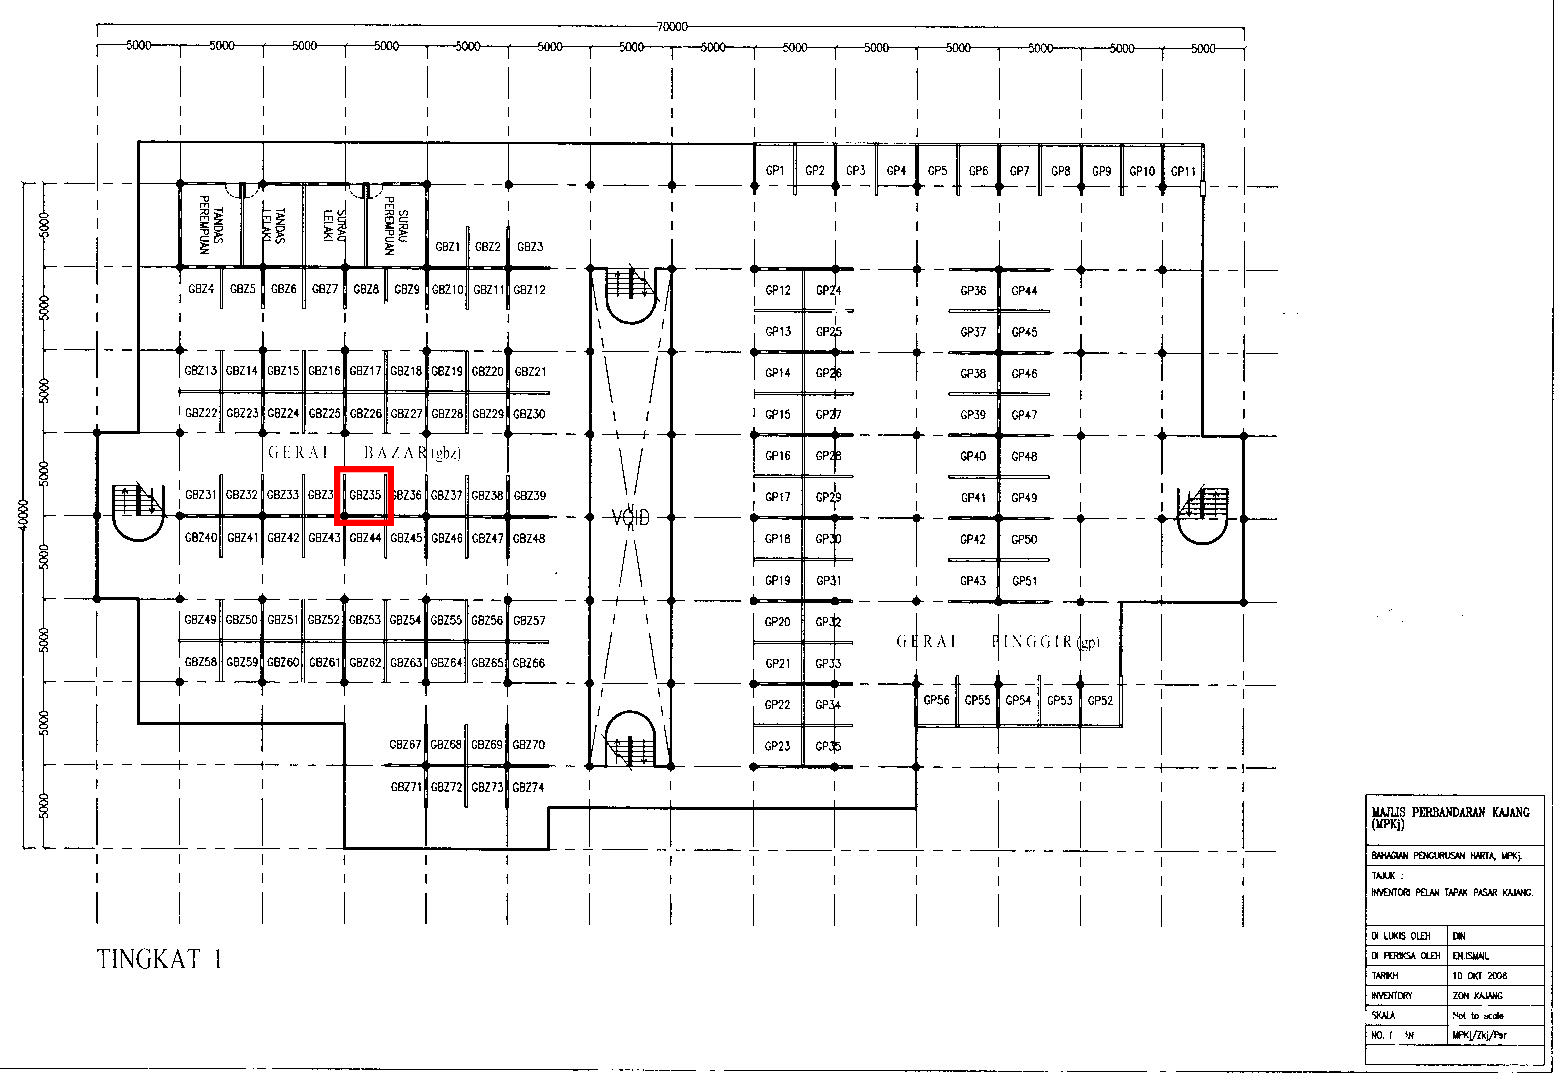 70000
5000 5000 5000 5000 5000 5000 5000 5000 5000 5000 5000 5000 5000 5000
GP1 GP2 GP3 GP4 GP5 GP6 GP7 GP8 GP9 GP10 GP11
TANDAS PEREMPUAN
TANDAS LELAKI
SURAU LELAKI
SURAU PEREMPUAN
GBZ1 GBZ2 GBZ3
GBZ4 GBZ5 GBZ6 GBZ7 GBZ8 GBZ9 GBZ10 GBZ11 GBZ12
GBZ13 GBZ14 GBZ15 GBZ16 GBZ17 GBZ18 GBZ19 GBZ20 GBZ21
GBZ22 GBZ23 GBZ24 GBZ25 GBZ26 GBZ27 GBZ28 GBZ29 GBZ30
GERAI BAZAR(gbz)
GBZ31 GBZ32 GBZ33 GBZ35 GBZ36 GBZ37 GBZ38 GBZ39
GBZ40 GBZ41 GBZ42 GBZ43 GBZ44 GBZ45 GBZ46 GBZ47 GBZ48
GBZ49 GBZ50 GBZ51 GBZ52 GBZ53 GBZ54 GBZ55 GBZ56 GBZ57
GBZ58 GBZ59 GBZ60 GBZ61 GBZ62 GBZ63 GBZ64 GBZ65 GBZ66
GBZ67 GBZ68 GBZ69 GBZ70
GBZ71 GBZ72 GBZ73 GBZ74
VOID
GP12 GP24 GP36 GP44
GP13 GP25 GP37 GP45
GP14 GP26 GP38 GP46
GP15 GP27 GP39 GP47
GP16 GP28 GP40 GP48
GP17 GP29 GP41 GP49
GP18 GP30 GP42 GP50
GP19 GP31 GP43 GP51
GP20 GP32
GERAI PINGGIR(gp)
GP21 GP33
GP22 GP34
GP23 GP35
GP56 GP55 GP54 GP53 GP52
40000
5000
5000
5000
5000
5000
5000
5000
5000
TINGKAT 1
MAJLIS PERBANDARAN KAJANG
(MPKj)
BAHAGIAN PENGURUSAN HARTA, MPKj.
TAJUK :
INVENTORI PELAN TAPAK PASAR KAJANG.
DI LUKIS OLEH DIN
DI PERIKSA OLEH EN.ISMAIL
TARIKH 10 OKT 2008
INVENTORY ZON KAJANG
SKALA Not to scale
NO. MPKj/Zkj/Psr